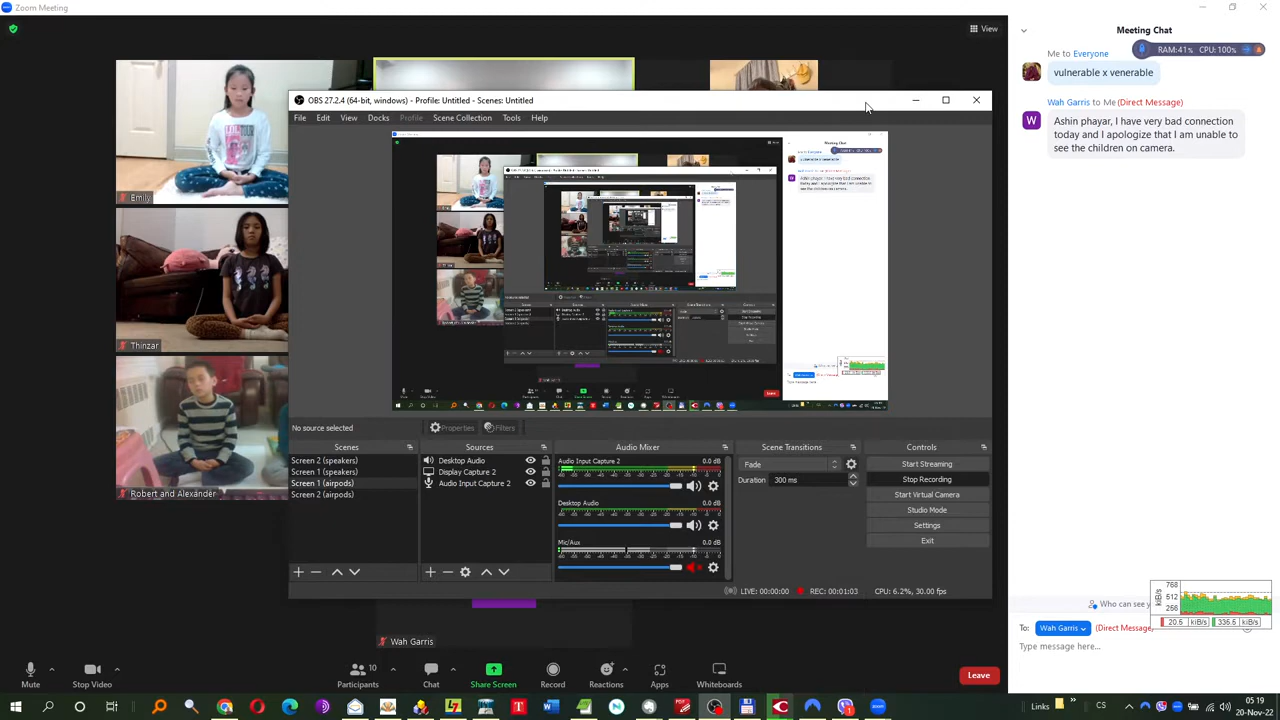 Zoom Meeting
View
Meeting Chat
Me to Everyone
RAM:41% CPU: 100%
vulnerable x venerable
Wah Garris to Me (Direct Message)
W
Ashin phayar, I have very bad connection
today and I apologize that I am unable to
see the children on camera.
Emily
Thinzar
Robert and Alexander
Wah Garris
OBS 27.2.4 (64-bit, windows) - Profile: Untitled - Scenes: Untitled
File Edit View Docks Profile Scene Collection Tools Help
No source selected
Properties
Filters
Scenes
Screen 2 (speakers)
Screen 1 (speakers)
Screen 1 (airpods)
Screen 2 (airpods)
Sources
Desktop Audio
Display Capture 2
Audio Input Capture 2
Audio Mixer
Audio Input Capture 2 0.0 dB
Desktop Audio 0.0 dB
Mic/Aux 0.0 dB
Scene Transitions
Fade
Duration 300 ms
Controls
Start Streaming
Stop Recording
Start Virtual Camera
Studio Mode
Settings
Exit
LIVE: 00:00:00
REC: 00:01:03
CPU: 6.2%, 30.00 fps
768
512
256
kiB/s
20.5 kiB/s 336.5 kiB/s
Who can see
To: Wah Garris (Direct Message)
Type message here...
Mute
Stop Video
10
Participants
Chat
Share Screen
Record
Reactions
Apps
Whiteboards
Leave
Links
CS
05:19
20-Nov-22